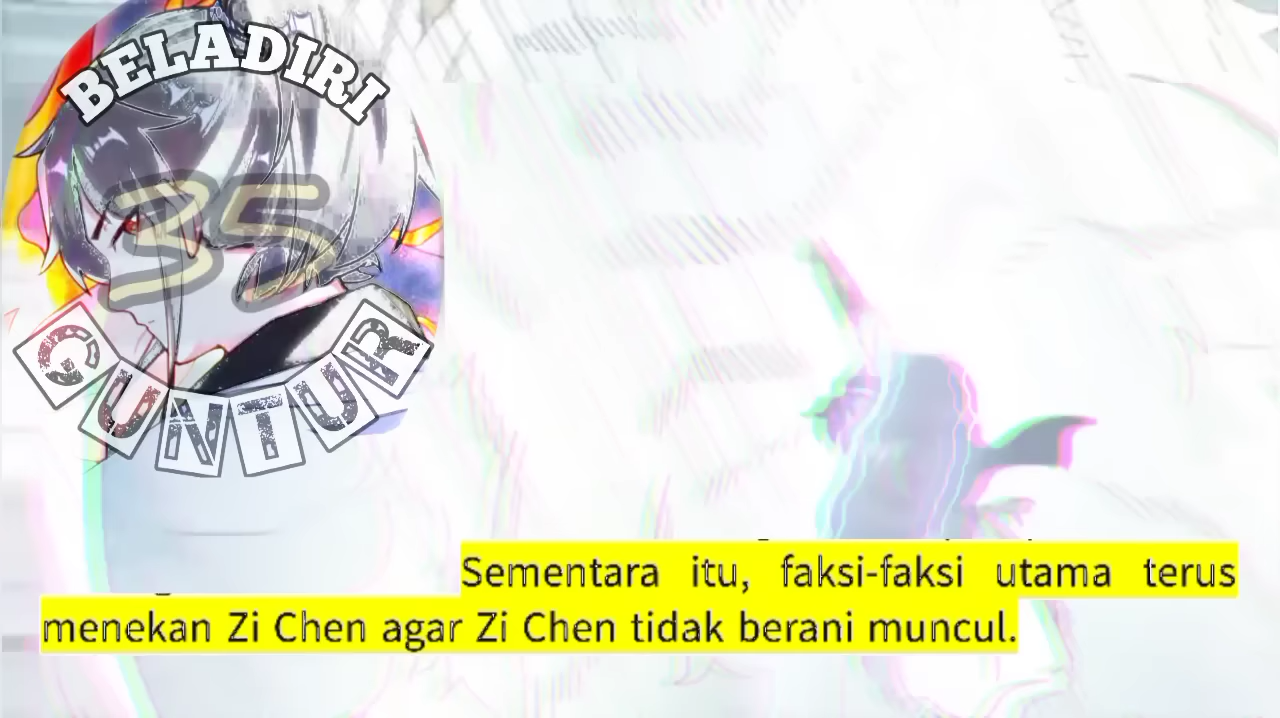 BELADIRI
35
GUNTUR
Sementara itu, faksi-faksi utama terus
menekan Zi Chen agar Zi Chen tidak berani muncul.